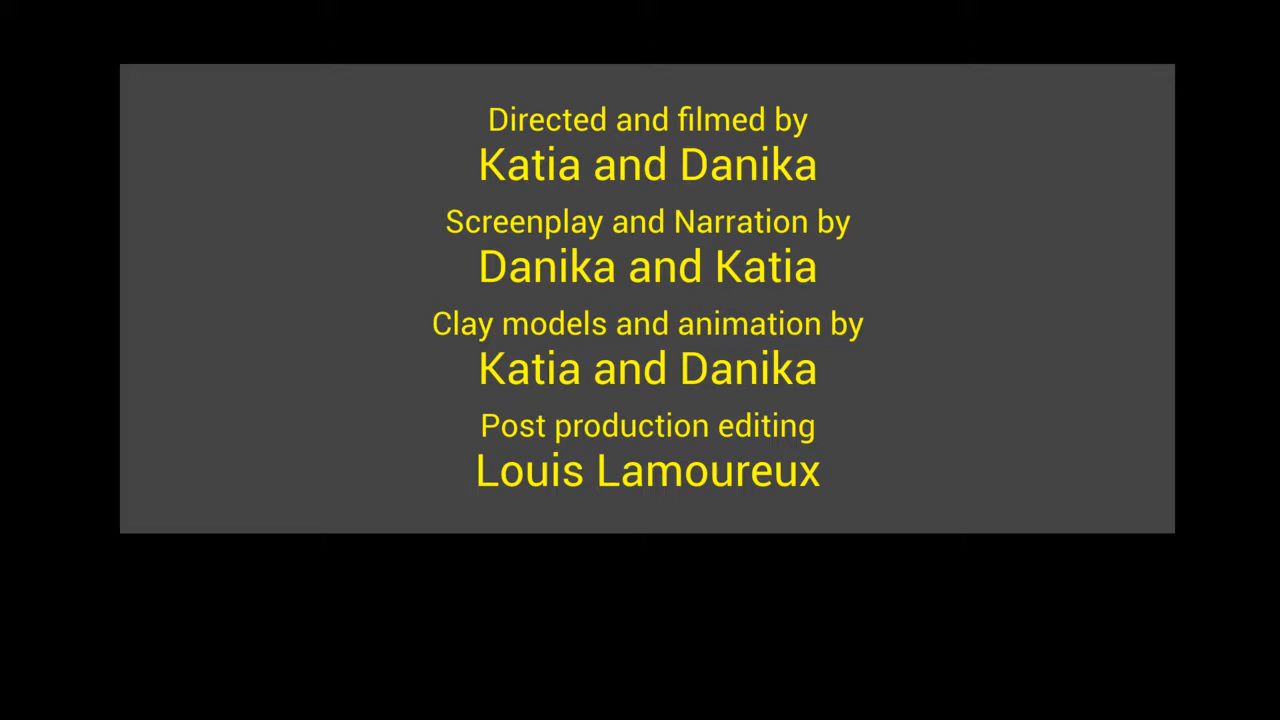 Directed and filmed by
Katia and Danika
Screenplay and Narration by
Danika and Katia
Clay models and animation by
Katia and Danika
Post production editing
Louis Lamoureux